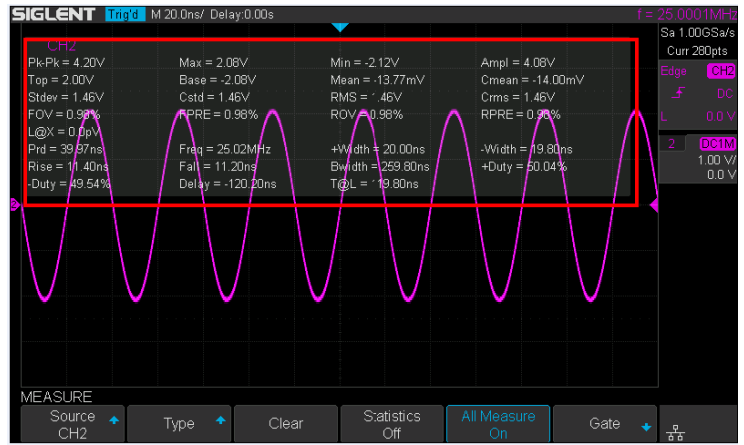 SIGLENT Trig'd M 20.0ns/ Delay:0.00s f = 25.0001MHz
Sa 1.00GSa/s
Curr 280pts
CH2
Pk-Pk = 4.20V Max = 2.08V Min = -2.12V Ampl = 4.08V
Top = 2.00V Base = -2.08V Mean = -13.77mV Cmean = -14.00mV
Stdev = 1.46V Cstd = 1.46V RMS = 1.46V Crms = 1.46V
FOV = 0.98% FPRE = 0.98% ROV = 0.98% RPRE = 0.98%
L@X = 0.0pV
Prd = 39.97ns Freq = 25.02MHz +Width = 20.00ns -Width = 19.80ns
Rise = 11.40ns Fall = 11.20ns Bwidth = 259.80ns +Duty = 50.04%
-Duty = 49.54% Delay = -120.20ns T@L = 119.80ns
Edge CH2
DC
L 0.0 V
2 DC1M
1.00 V/
0.0 V
2
MEASURE
Source CH2
Type
Clear
Statistics Off
All Measure On
Gate